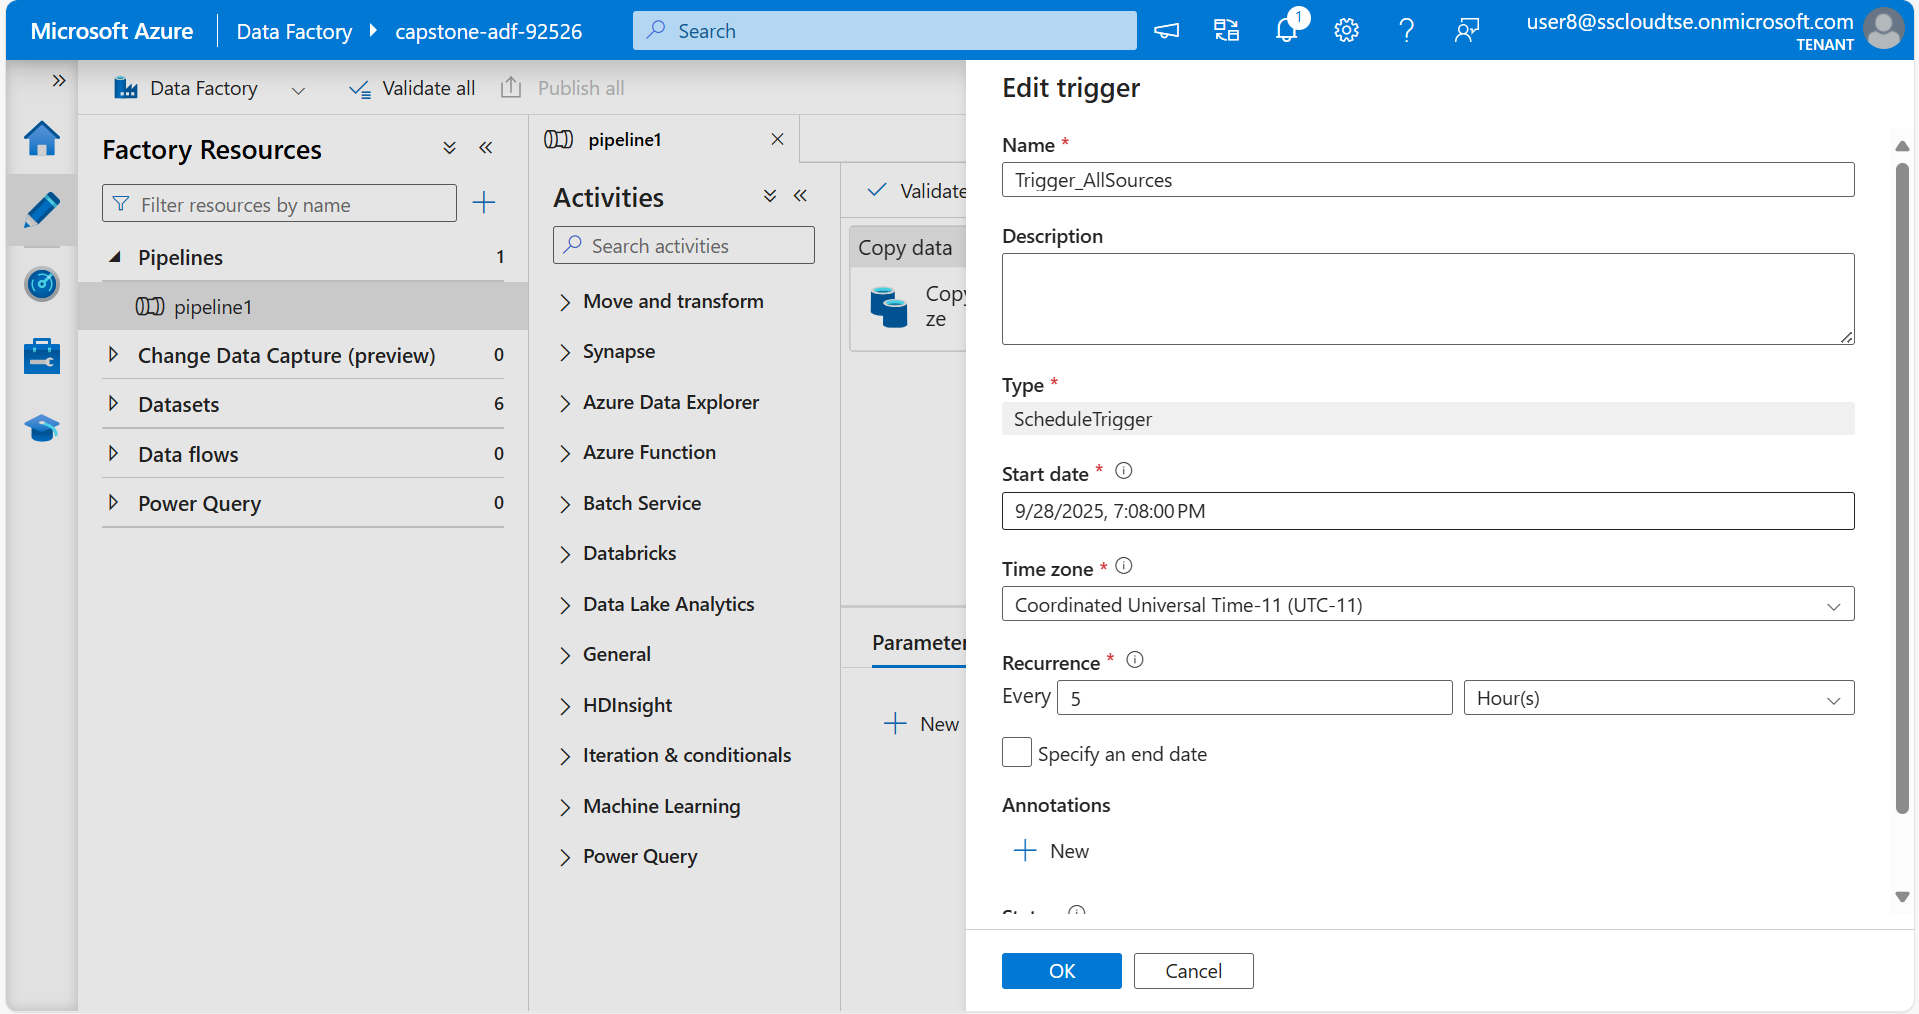 Microsoft Azure
Data Factory
capstone-adf-92526
Search
1
user8@sscloudtse.onmicrosoft.com
TENANT
Data Factory
Validate all
Publish all
Factory Resources
Filter resources by name
Pipelines 1
pipeline1
Change Data Capture (preview) 0
Datasets 6
Data flows 0
Power Query 0
pipeline1
Activities
Search activities
Move and transform
Synapse
Azure Data Explorer
Azure Function
Batch Service
Databricks
Data Lake Analytics
General
HDInsight
Iteration & conditionals
Machine Learning
Power Query
Validate
Copy data
Copy
ze
Parameter
New
Edit trigger
Name *
Trigger_AllSources
Description
Type *
ScheduleTrigger
Start date *
9/28/2025, 7:08:00 PM
Time zone *
Coordinated Universal Time-11 (UTC-11)
Recurrence *
Every 5 Hour(s)
Specify an end date
Annotations
New
OK
Cancel